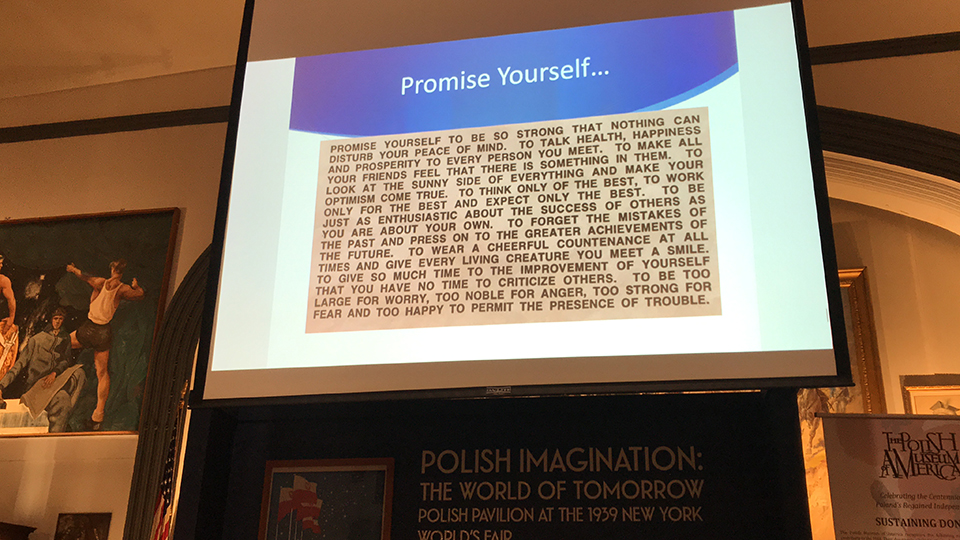 Promise Yourself...
PROMISE YOURSELF TO BE SO STRONG THAT NOTHING CAN
DISTURB YOUR PEACE OF MIND. TO TALK HEALTH, HAPPINESS
AND PROSPERITY TO EVERY PERSON YOU MEET. TO MAKE ALL
YOUR FRIENDS FEEL THAT THERE IS SOMETHING IN THEM. TO
LOOK AT THE SUNNY SIDE OF EVERYTHING AND MAKE YOUR
OPTIMISM COME TRUE. TO THINK ONLY OF THE BEST, TO WORK
ONLY FOR THE BEST AND EXPECT ONLY THE BEST. TO BE
JUST AS ENTHUSIASTIC ABOUT THE SUCCESS OF OTHERS AS
YOU ARE ABOUT YOUR OWN. TO FORGET THE MISTAKES OF
THE PAST AND PRESS ON TO THE GREATER ACHIEVEMENTS OF
THE FUTURE. TO WEAR A CHEERFUL COUNTENANCE AT ALL
TIMES AND GIVE EVERY LIVING CREATURE YOU MEET A SMILE.
TO GIVE SO MUCH TIME TO THE IMPROVEMENT OF YOURSELF
THAT YOU HAVE NO TIME TO CRITICIZE OTHERS. TO BE TOO
LARGE FOR WORRY, TOO NOBLE FOR ANGER, TOO STRONG FOR
FEAR AND TOO HAPPY TO PERMIT THE PRESENCE OF TROUBLE.
POLISH IMAGINATION:
THE WORLD OF TOMORROW
POLISH PAVILION AT THE 1939 NEW YORK
WORLD'S FAIR
THE POLISH
MUSEUM
OF AMERICA
Celebrating the Centennial
Poland's Regained
SUSTAINING